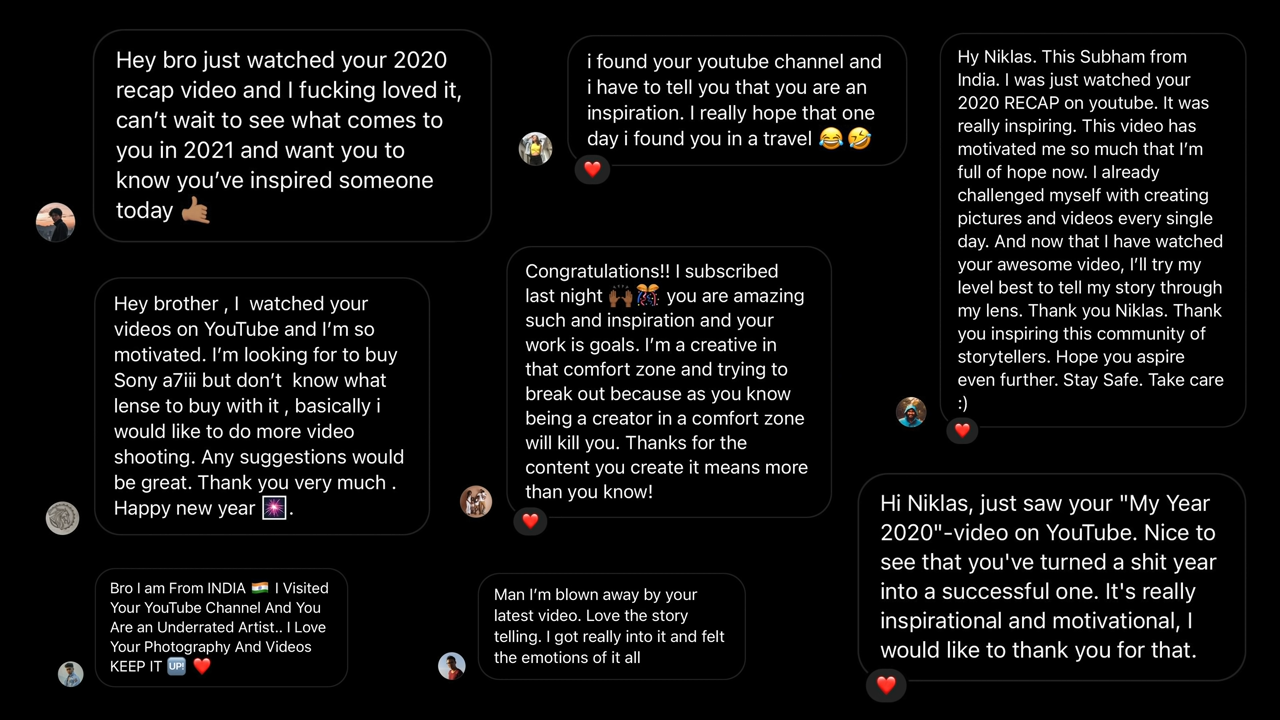 Hey bro just watched your 2020
recap video and I fucking loved it,
can’t wait to see what comes to
you in 2021 and want you to
know you’ve inspired someone
today 🤙🏽
Hey brother , I  watched your
videos on YouTube and I’m so
motivated. I’m looking for to buy
Sony a7iii but don’t  know what
lense to buy with it , basically i
would like to do more video
shooting. Any suggestions would
be great. Thank you very much .
Happy new year 🎆.
Bro I am From INDIA 🇮🇳 I Visited
Your YouTube Channel And You
Are an Underrated Artist.. I Love
Your Photography And Videos
KEEP IT 🆙 ❤️
i found your youtube channel and
i have to tell you that you are an
inspiration. I really hope that one
day i found you in a travel 😂🤣
Congratulations!! I subscribed
last night 🙌🏾🎊 you are amazing
such and inspiration and your
work is goals. I’m a creative in
that comfort zone and trying to
break out because as you know
being a creator in a comfort zone
will kill you. Thanks for the
content you create it means more
than you know!
Man I’m blown away by your
latest video. Love the story
telling. I got really into it and felt
the emotions of it all
Hy Niklas. This Subham from
India. I was just watched your
2020 RECAP on youtube. It was
really inspiring. This video has
motivated me so much that I’m
full of hope now. I already
challenged myself with creating
pictures and videos every single
day. And now that I have watched
your awesome video, I’ll try my
level best to tell my story through
my lens. Thank you Niklas. Thank
you inspiring this community of
storytellers. Hope you aspire
even further. Stay Safe. Take care
:)
Hi Niklas, just saw your "My Year
2020"-video on YouTube. Nice to
see that you've turned a shit year
into a successful one. It's really
inspirational and motivational, I
would like to thank you for that.